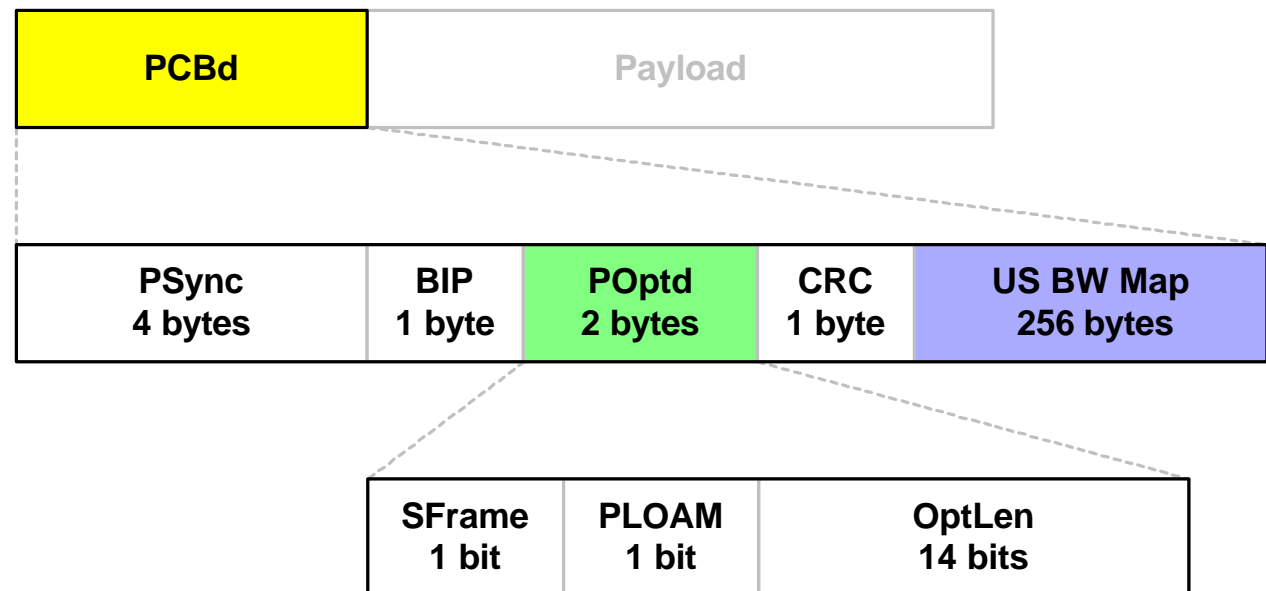 PCBd
Payload
PSync
4 bytes
BIP
1 byte
POptd
2 bytes
CRC
1 byte
US BW Map
256 bytes
SFrame
1 bit
PLOAM
1 bit
OptLen
14 bits